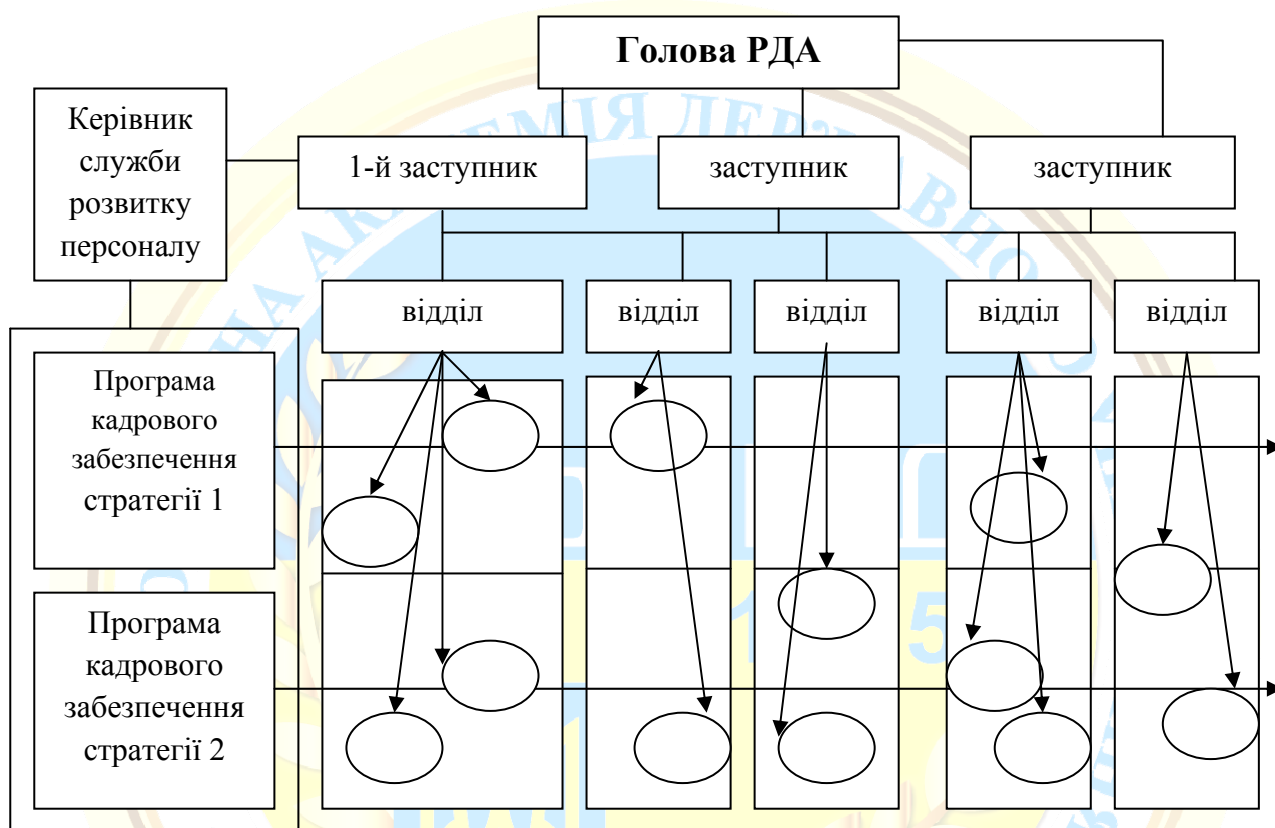 Голова РДА
Керівник
служби
розвитку
персоналу
1-й заступник
заступник
заступник
відділ
відділ
відділ
відділ
відділ
Програма
кадрового
забезпечення
стратегії 1
Програма
кадрового
забезпечення
стратегії 2